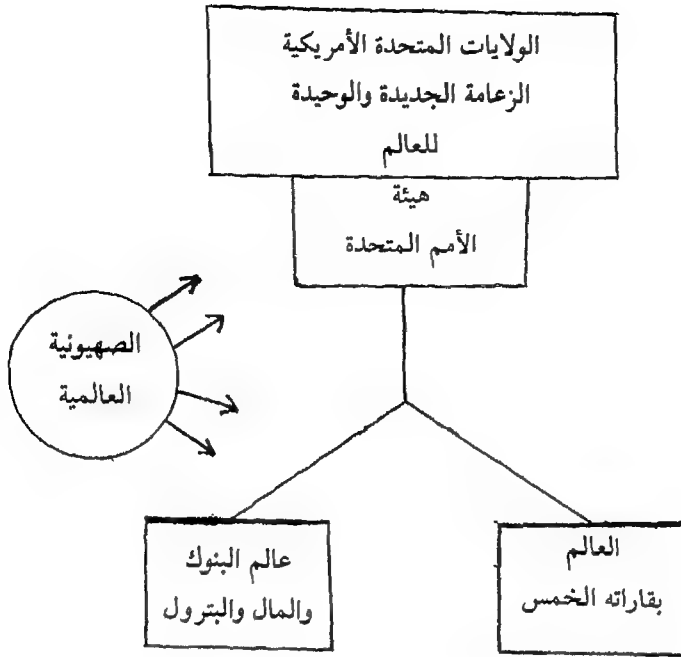 الولايات المتحدة الأمريكية
الزعامة الجديدة والوحيدة
للعالم
هيئة
الأمم المتحدة
الصهيونية
العالمية
العالم
بقاراته الخمس
عالم البنوك
والمال والبترول